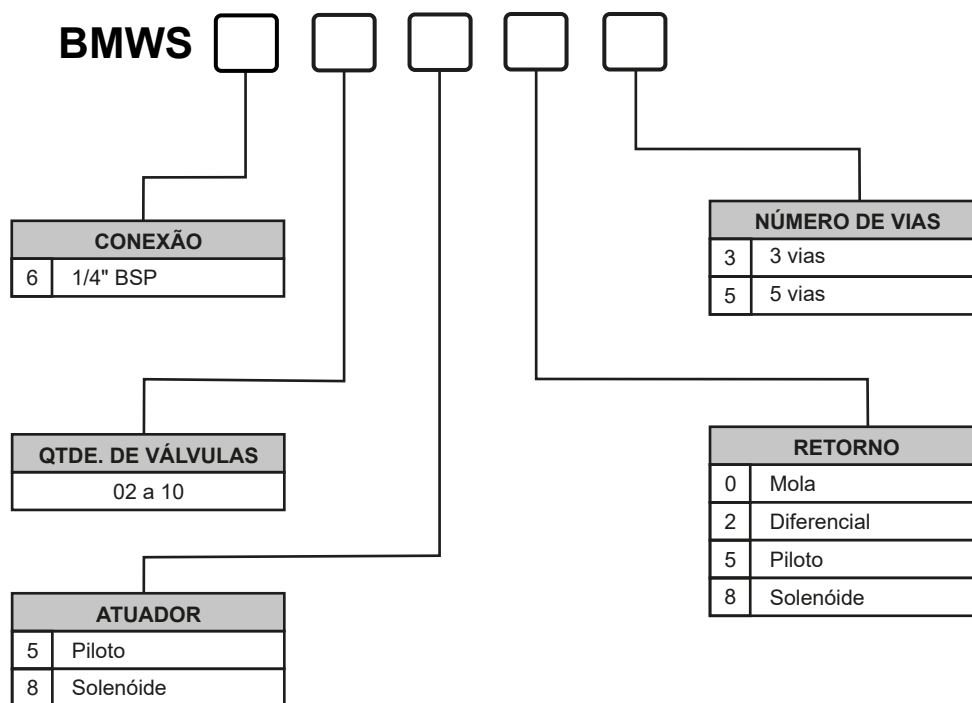 BMWS
CONEXÃO
6 1/4" BSP
QTDE. DE VÁLVULAS
02 a 10
ATUADOR
5 Piloto
8 Solenóide
NÚMERO DE VIAS
3 3 vias
5 5 vias
RETORNO
0 Mola
2 Diferencial
5 Piloto
8 Solenóide